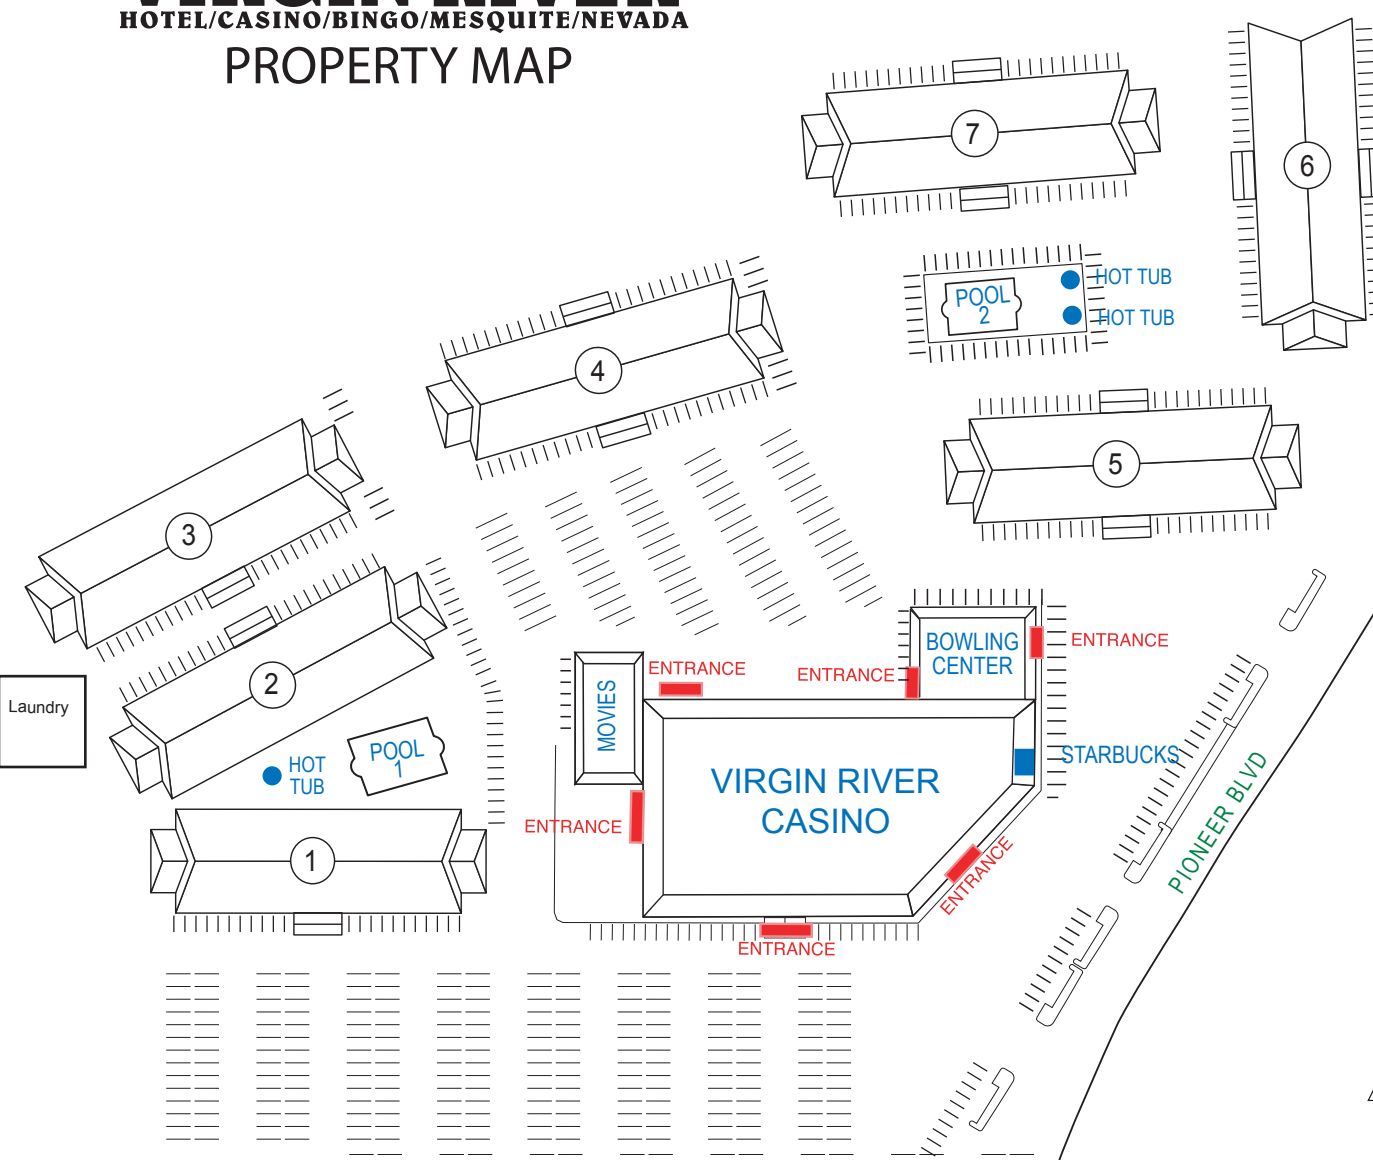 VIRGIN RIVER
HOTEL/CASINO/BINGO/MESQUITE/NEVADA
PROPERTY MAP
7
6
HOT TUB
POOL
2
HOT TUB
4
5
3
2
Laundry
HOT
TUB
POOL
1
1
MOVIES
ENTRANCE
ENTRANCE
BOWLING
CENTER
ENTRANCE
STARBUCKS
VIRGIN RIVER
CASINO
ENTRANCE
ENTRANCE
ENTRANCE
PIONEER BLVD